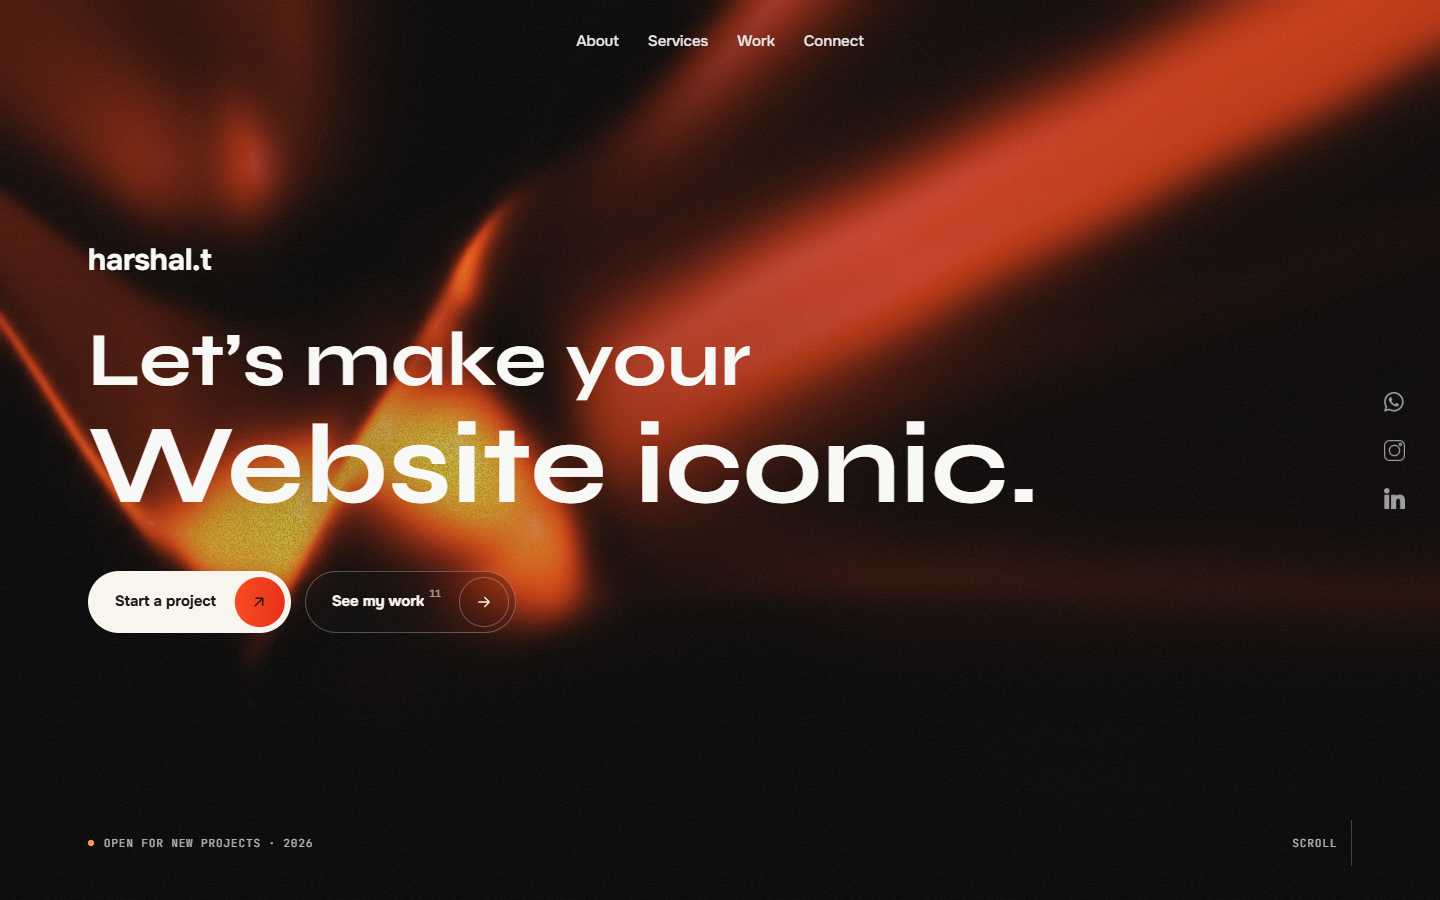 About
Services
Work
Connect
harshal.t
Let’s make your
Website iconic.
Start a project
See my work 11
OPEN FOR NEW PROJECTS · 2026
SCROLL
in